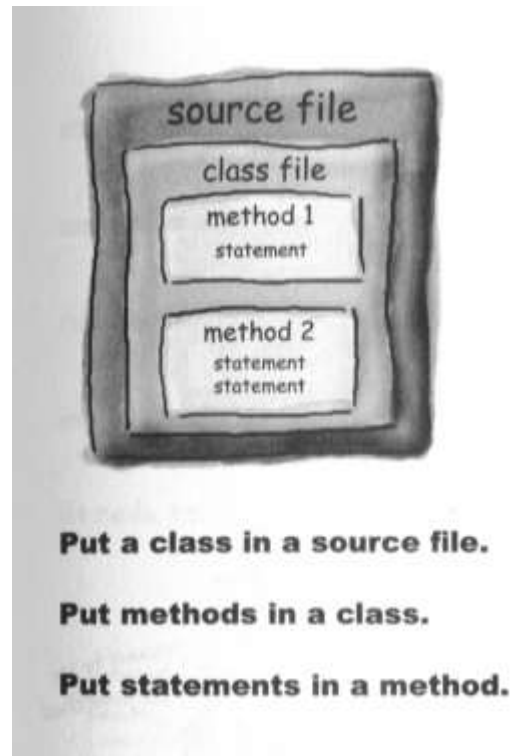 source file
class file
method 1
statement
method 2
statement
statement
Put a class in a source file.
Put methods in a class.
Put statements in a method.